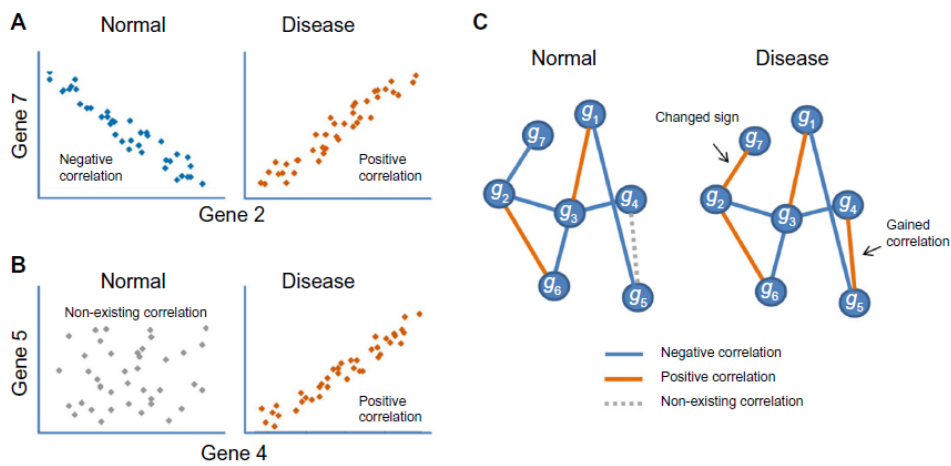 A
Normal
Disease
Gene 7
Negative
correlation
Positive
correlation
Gene 2
B
Normal
Disease
Gene 5
Non-existing correlation
Positive
correlation
Gene 4
C
Normal
Disease
g7
g1
g2
g3
g4
g6
g5
Changed sign
g7
g1
g2
g3
g4
Gained
correlation
g6
g5
Negative correlation
Positive correlation
Non-existing correlation